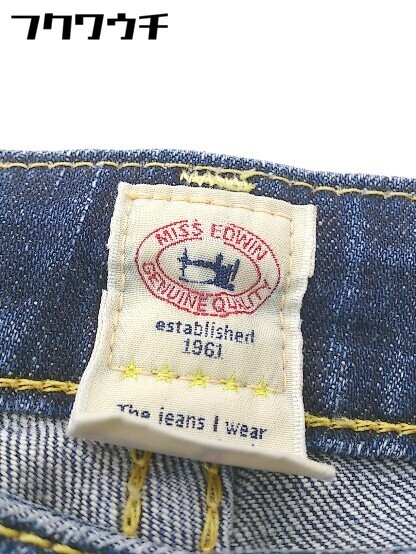 フクワウチ
MISS EDWIN
GENUINE QUALITY
established
1961
The jeans I wear